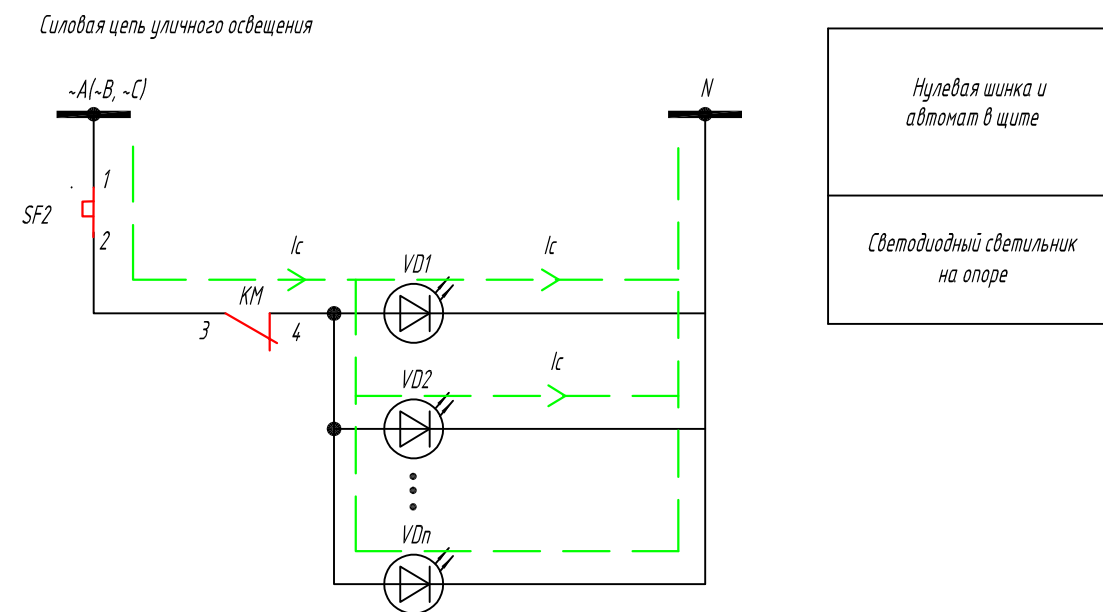 Силовая цепь уличного освещения
~A(~B, ~C)
N
Нулевая шинка и
автомат в щите
1
SF2
2
Светодиодный светильник
на опоре
Ic
Ic
VD1
KM
3
4
Ic
VD2
VDn